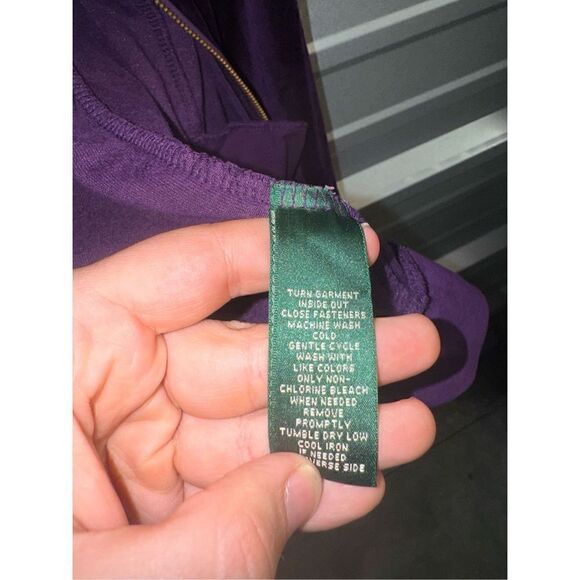 TURN GARMENT
INSIDE OUT
CLOSE FASTENERS
MACHINE WASH
COLD
GENTLE CYCLE
WASH WITH
LIKE COLORS
ONLY NON-
CHLORINE BLEACH
WHEN NEEDED
REMOVE
PROMPTLY
TUMBLE DRY LOW
COOL IRON
IF NEEDED
SIDE